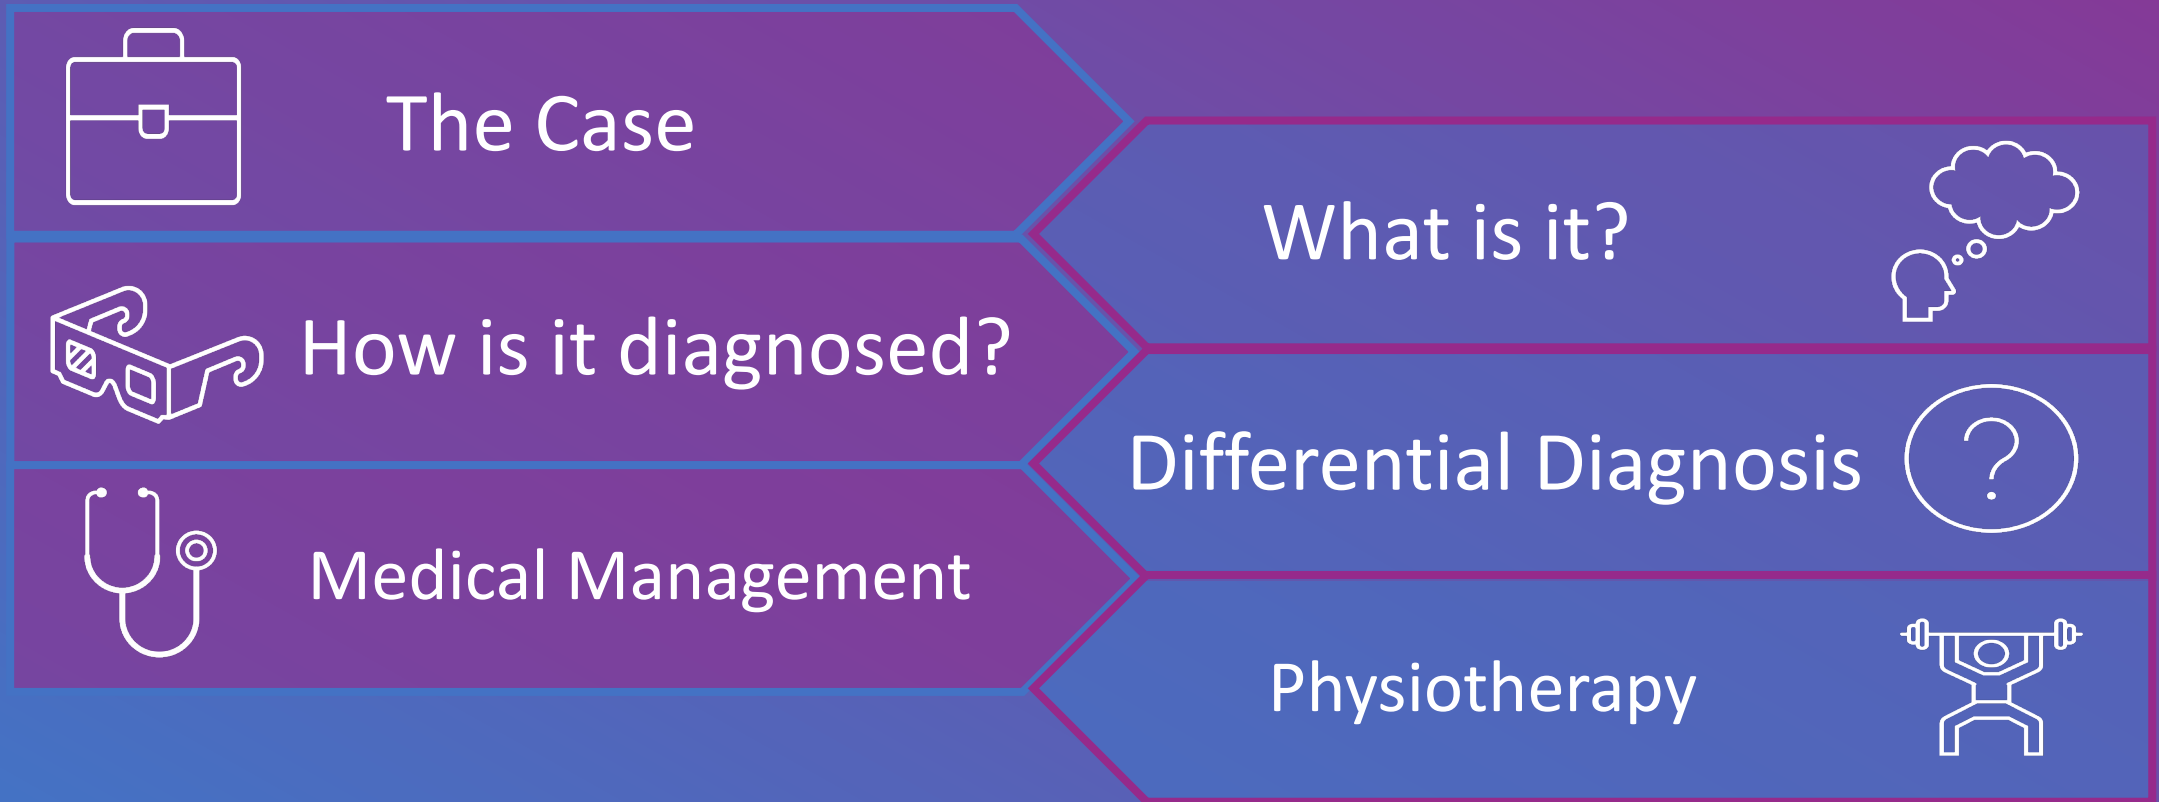 The Case
What is it?
How is it diagnosed?
Differential Diagnosis
Medical Management
Physiotherapy